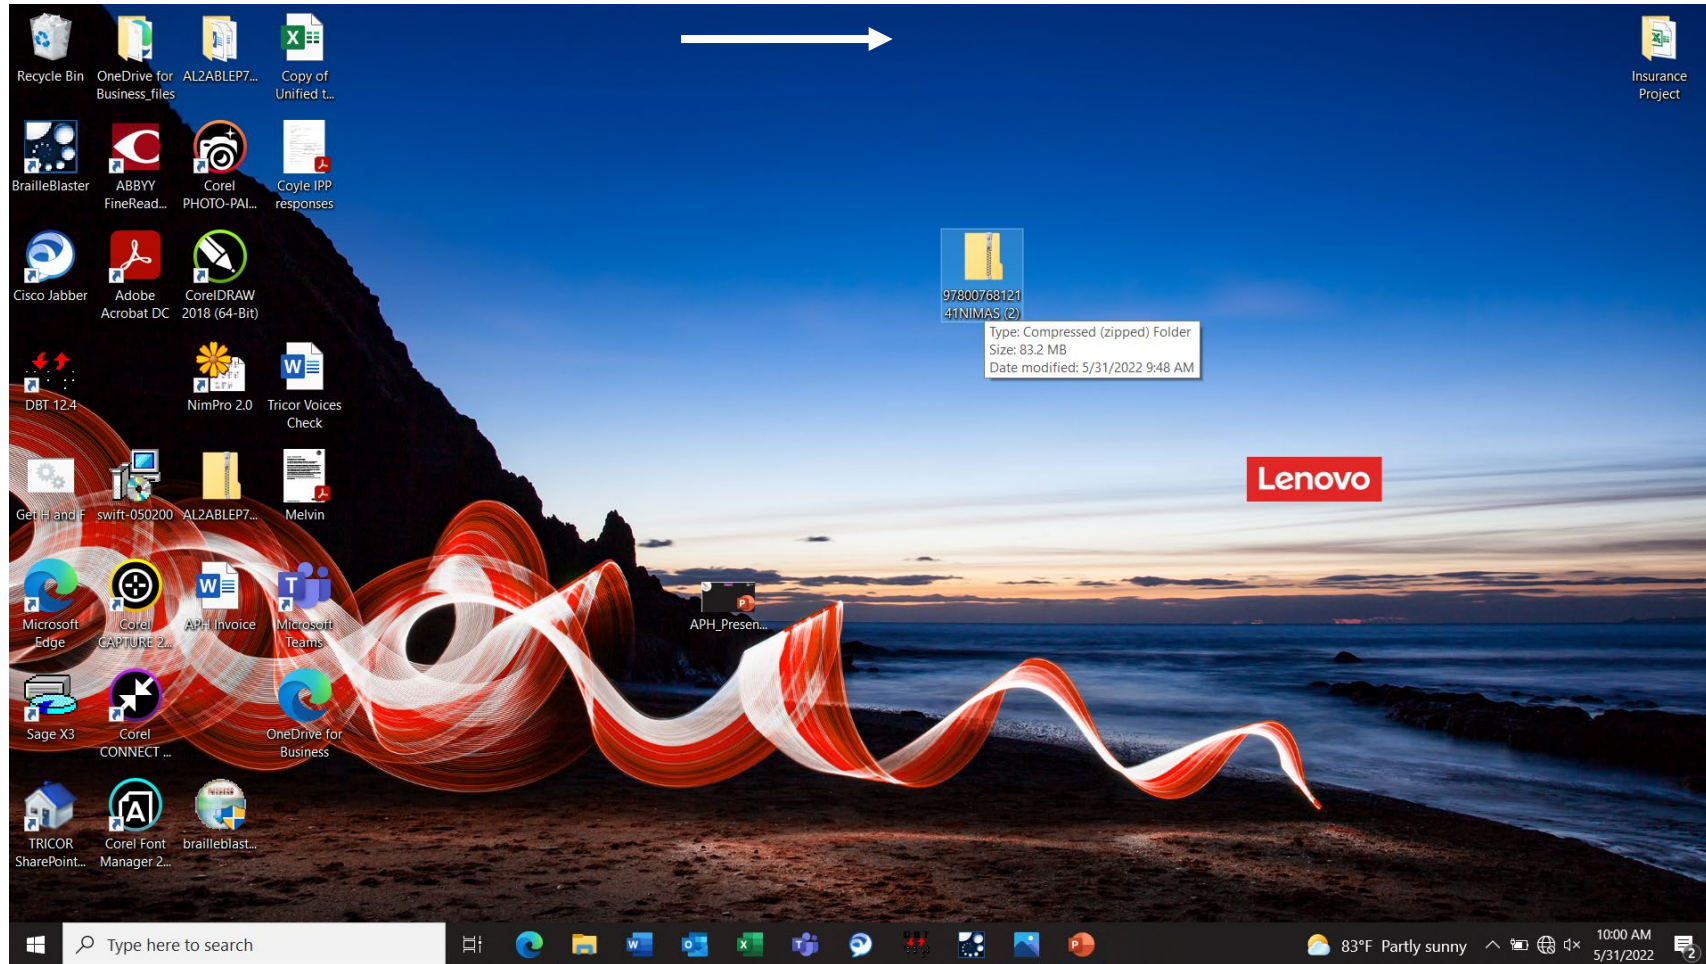 Recycle Bin
OneDrive for
Business_files
AL2ABLEP7...
Copy of
Unified t...
Insurance
Project
BrailleBlaster
ABBYY
FineRead...
Corel
PHOTO-PAI...
Coyle IPP
responses
Cisco Jabber
Adobe
Acrobat DC
CorelDRAW
2018 (64-Bit)
97800768121
41NIMAS (2)
Type: Compressed (zipped) Folder
Size: 83.2 MB
Date modified: 5/31/2022 9:48 AM
DBT 12.4
NimPro 2.0
Tricor Voices
Check
Lenovo
Get H and F
swift-050200
AL2ABLEP7...
Melvin
Microsoft
Edge
Corel
CAPTURE 2...
APH Invoice
Microsoft
Teams
APH_Presen...
Sage X3
Corel
CONNECT ...
OneDrive for
Business
TRICOR
SharePoint...
Corel Font
Manager 2...
brailleblast...
Type here to search
83°F Partly sunny
10:00 AM
5/31/2022
2